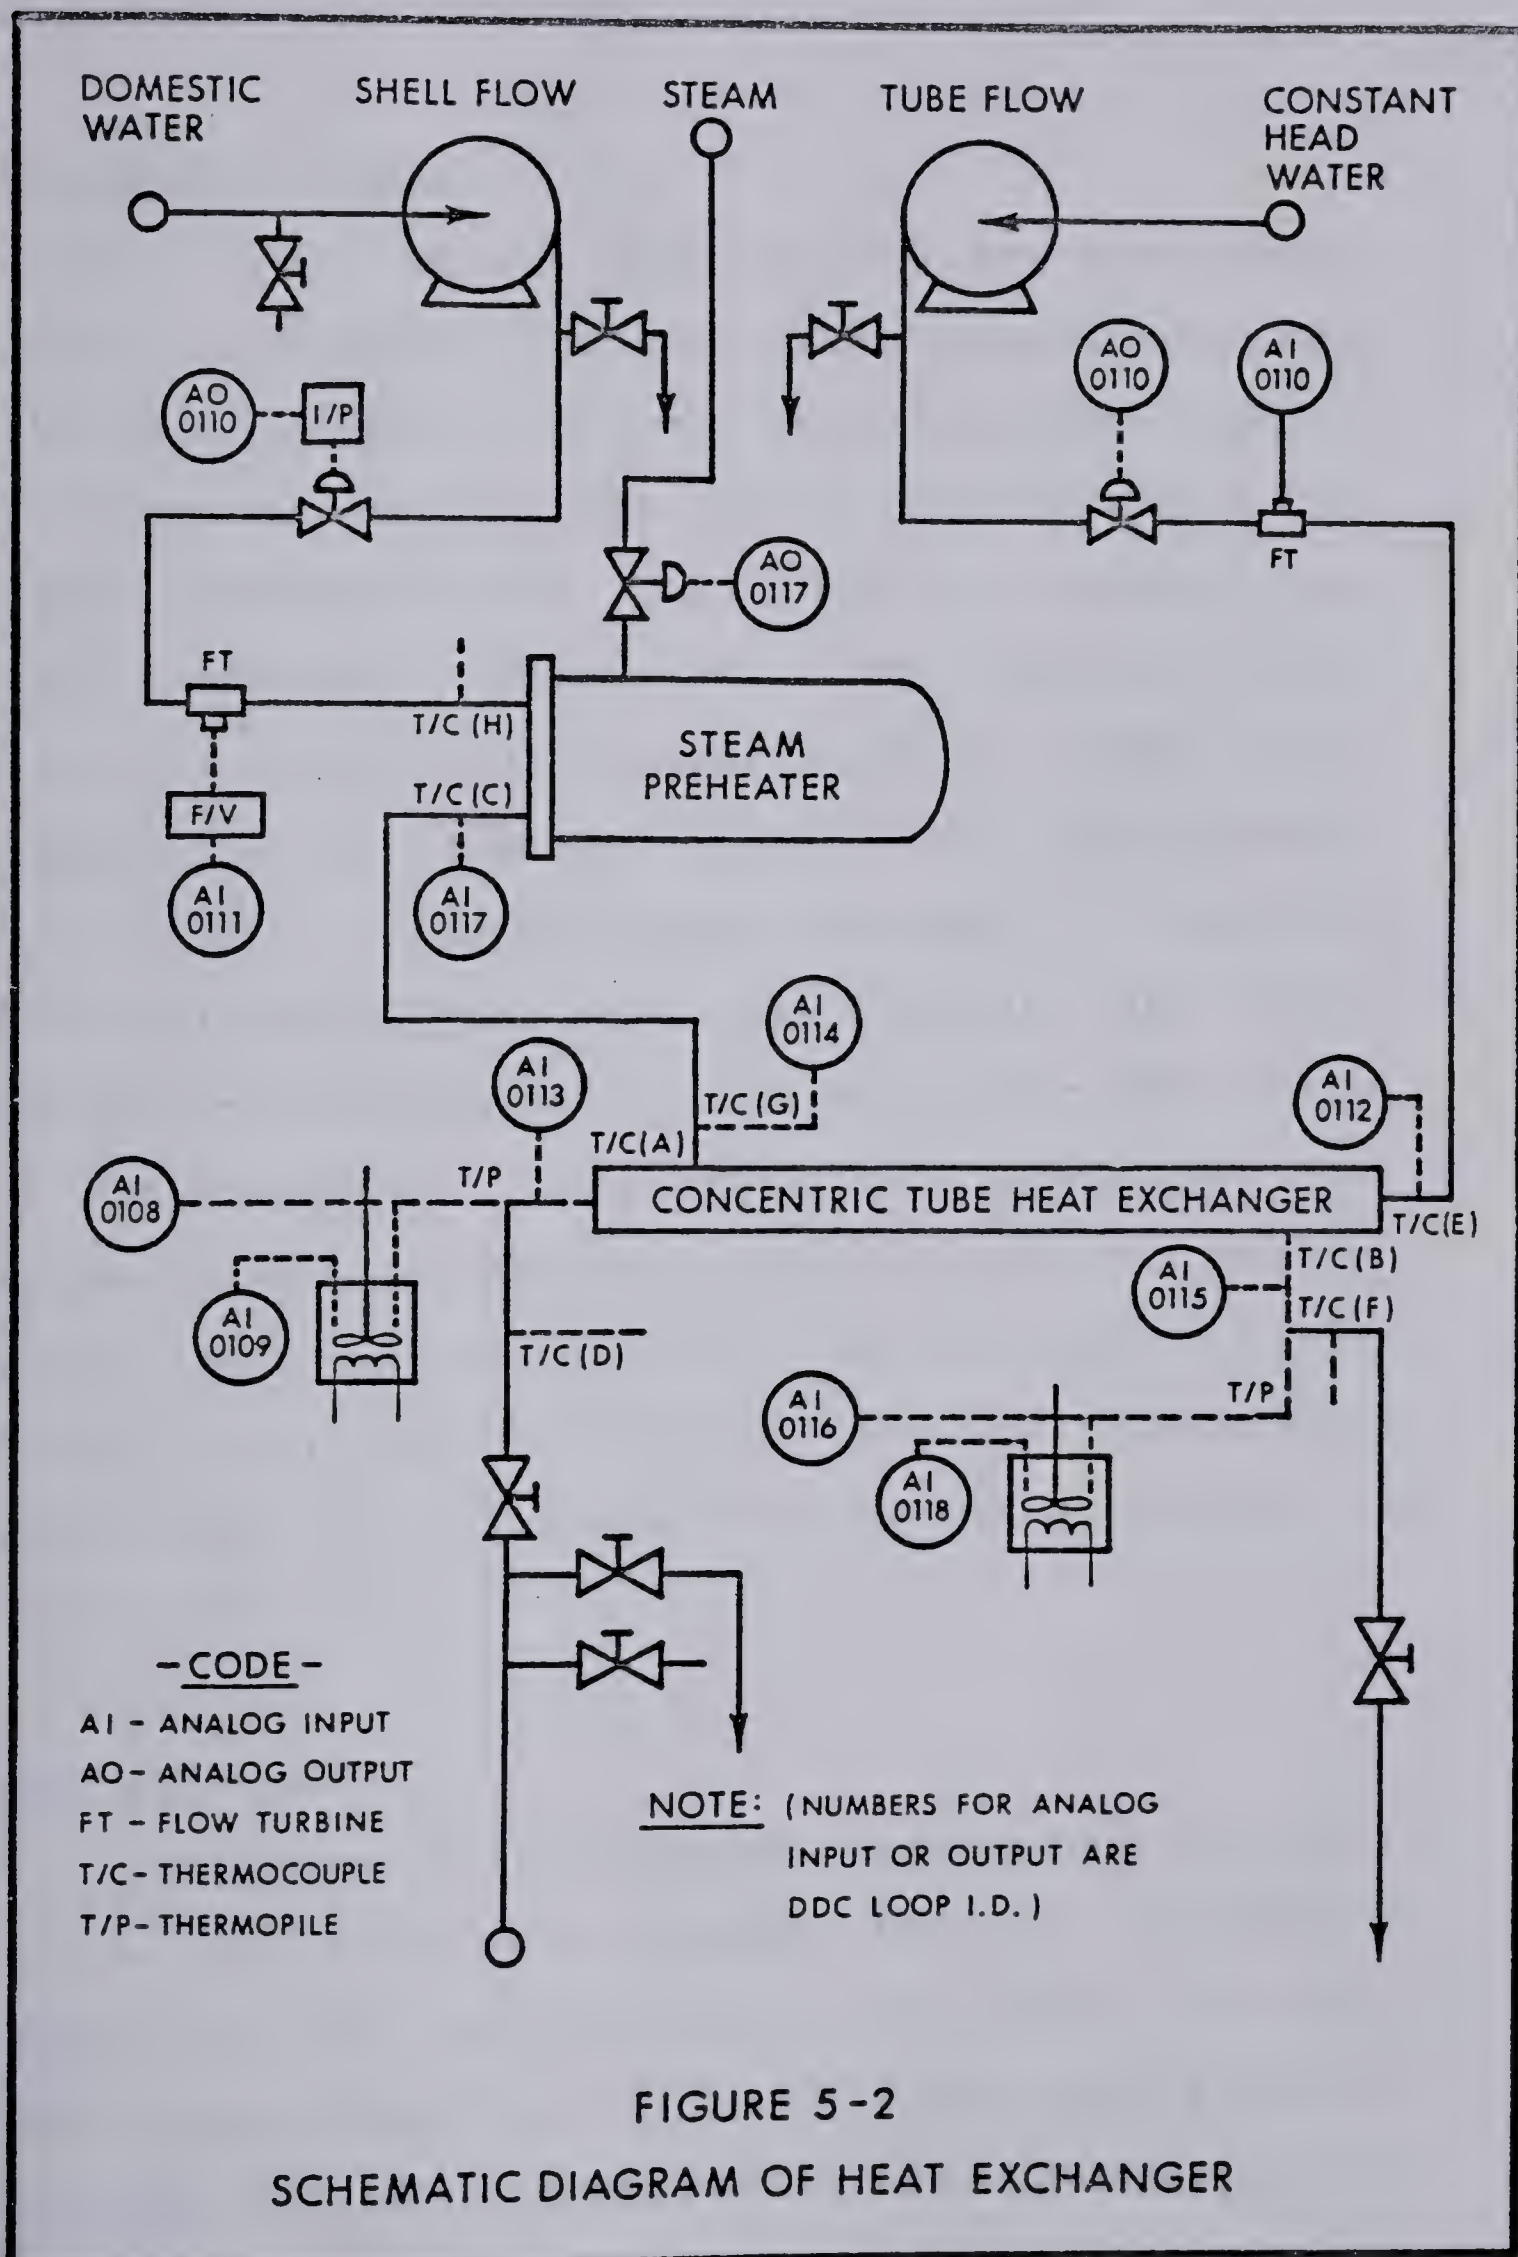 DOMESTIC
WATER
SHELL FLOW
STEAM
TUBE FLOW
CONSTANT
HEAD
WATER
AO
0110
I/P
AO
0110
AI
0110
FT
AO
0117
FT
T/C (H)
STEAM
PREHEATER
T/C (C)
F/V
AI
0111
AI
0117
AI
0114
AI
0113
T/C (G)
AI
0112
T/C(A)
AI
0108
T/P
CONCENTRIC TUBE HEAT EXCHANGER
T/C(E)
T/C (B)
AI
0115
T/C (F)
AI
0109
T/C (D)
T/P
AI
0116
AI
0118
- CODE -
AI - ANALOG INPUT
AO - ANALOG OUTPUT
FT - FLOW TURBINE
T/C - THERMOCOUPLE
T/P - THERMOPILE
NOTE: (NUMBERS FOR ANALOG
INPUT OR OUTPUT ARE
DDC LOOP I.D.)
FIGURE 5-2
SCHEMATIC DIAGRAM OF HEAT EXCHANGER